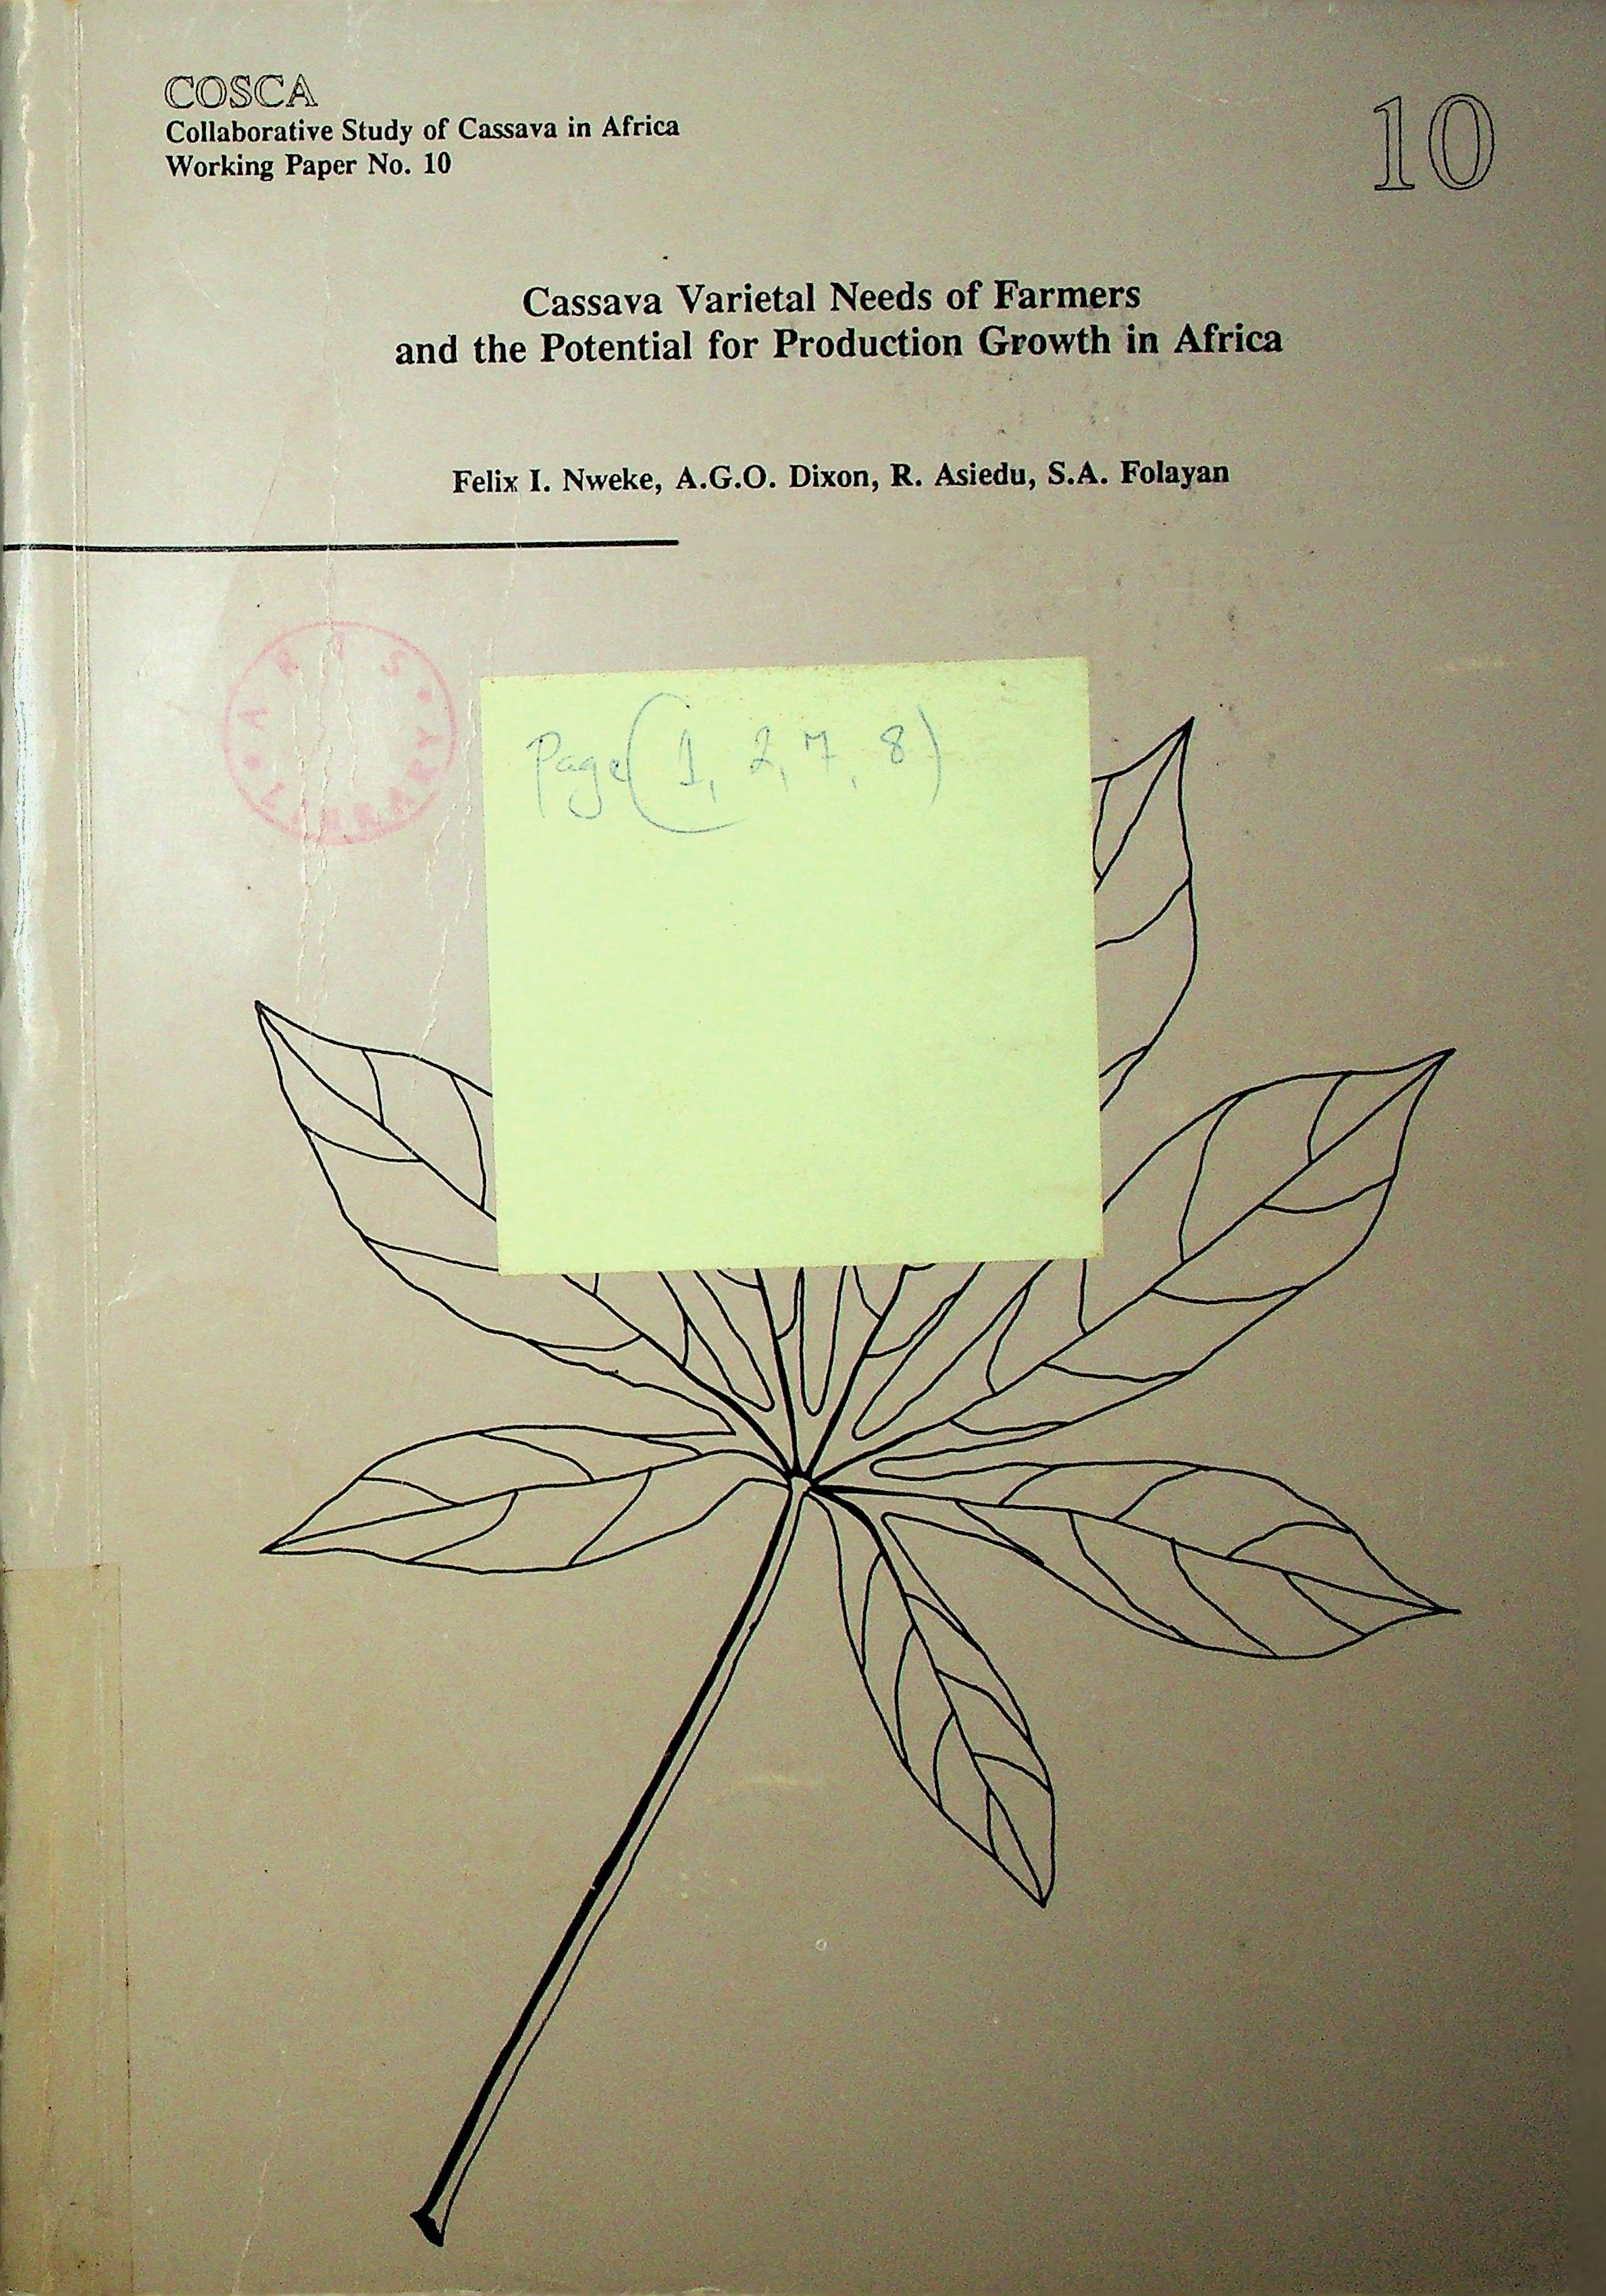 COSCA
Collaborative Study of Cassava in Africa
Working Paper No. 10
10
Cassava Varietal Needs of Farmers
and the Potential for Production Growth in Africa
Felix I. Nweke, A.G.O. Dixon, R. Asiedu, S.A. Folayan
ARTS
LIBRARY
Page (1, 2, 7, 8)